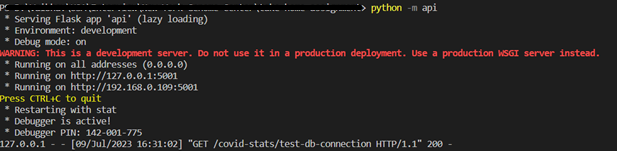 > python -m api
* Serving Flask app 'api' (lazy loading)
* Environment: development
* Debug mode: on
WARNING: This is a development server. Do not use it in a production deployment. Use a production WSGI server instead.
* Running on all addresses (0.0.0.0)
* Running on http://127.0.0.1:5001
* Running on http://192.168.0.109:5001
Press CTRL+C to quit
* Restarting with stat
* Debugger is active!
* Debugger PIN: 142-001-775
127.0.0.1 - - [09/Jul/2023 16:31:02] "GET /covid-stats/test-db-connection HTTP/1.1" 200 -